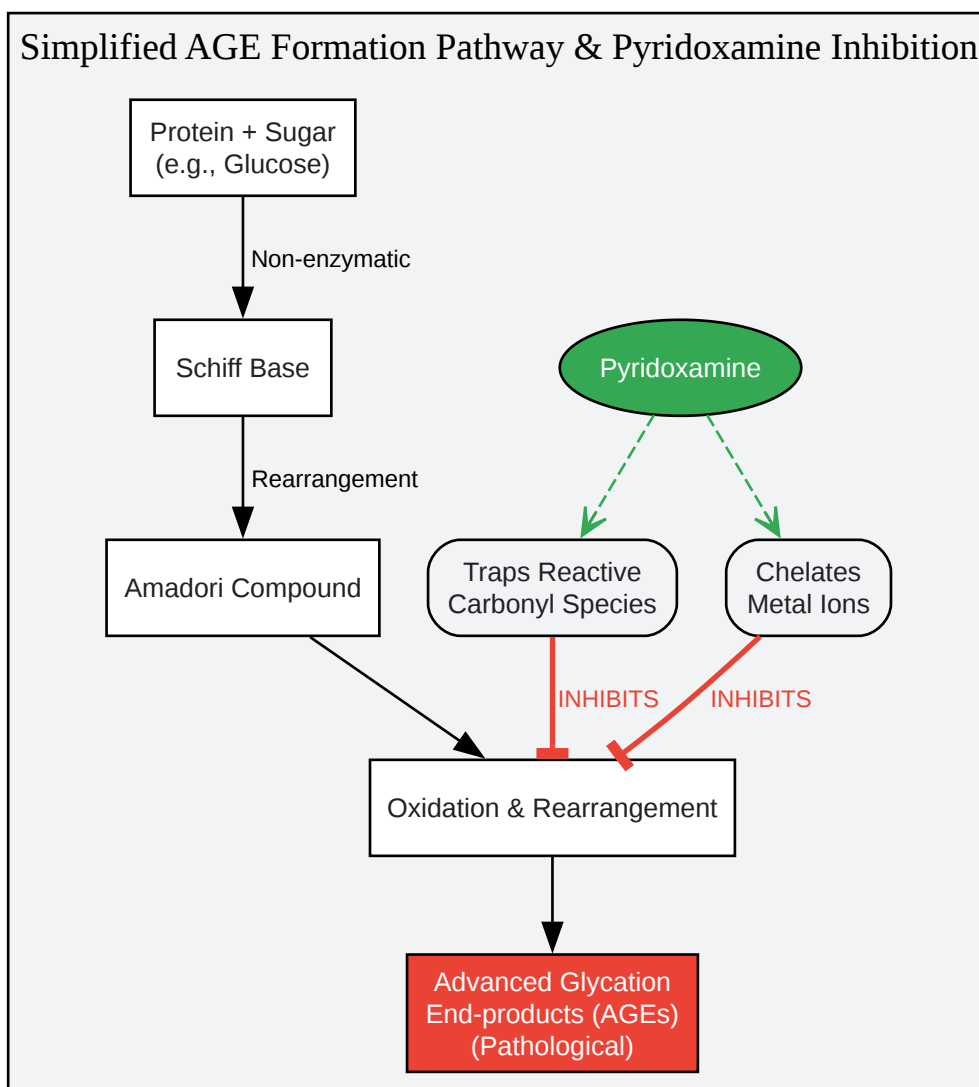 Simplified AGE Formation Pathway & Pyridoxamine Inhibition
Protein + Sugar
(e.g., Glucose)
Non-enzymatic
Schiff Base
Pyridoxamine
Rearrangement
Amadori Compound
Traps Reactive
Carbonyl Species
Chelates
Metal Ions
INHIBITS
INHIBITS
Oxidation & Rearrangement
Advanced Glycation
End-products (AGEs)
(Pathological)